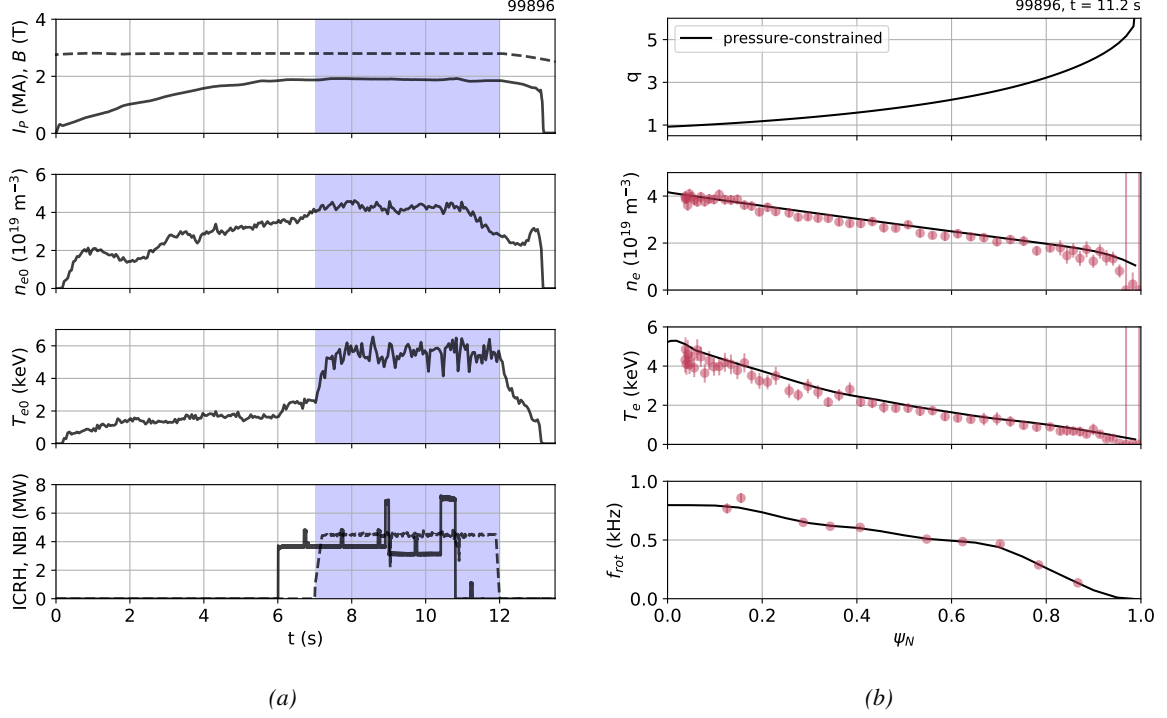 99896
I_P (MA), B (T)
4
2
0
n_e0 (10^19 m^−3)
6
4
2
0
T_e0 (keV)
6
4
2
0
ICRH, NBI (MW)
8
6
4
2
0
0 2 4 6 8 10 12
t (s)
(a)
99896, t = 11.2 s
pressure-constrained
q
5
3
1
n_e (10^19 m^−3)
4
2
0
T_e (keV)
6
4
2
0
f_rot (kHz)
1.0
0.5
0.0
0.0 0.2 0.4 0.6 0.8 1.0
ψ_N
(b)